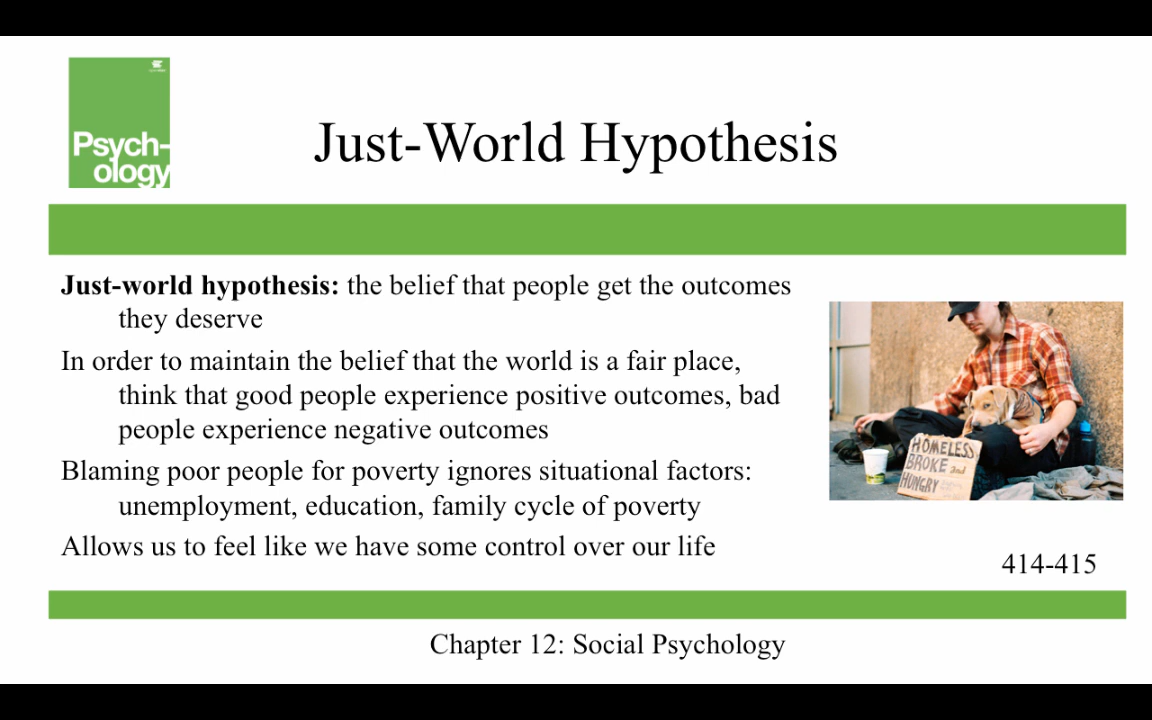 Psych-
ology
Just-World Hypothesis
Just-world hypothesis: the belief that people get the outcomes
they deserve
In order to maintain the belief that the world is a fair place,
think that good people experience positive outcomes, bad
people experience negative outcomes
Blaming poor people for poverty ignores situational factors:
unemployment, education, family cycle of poverty
Allows us to feel like we have some control over our life
HOMELESS
BROKE and
HUNGRY
414-415
Chapter 12: Social Psychology